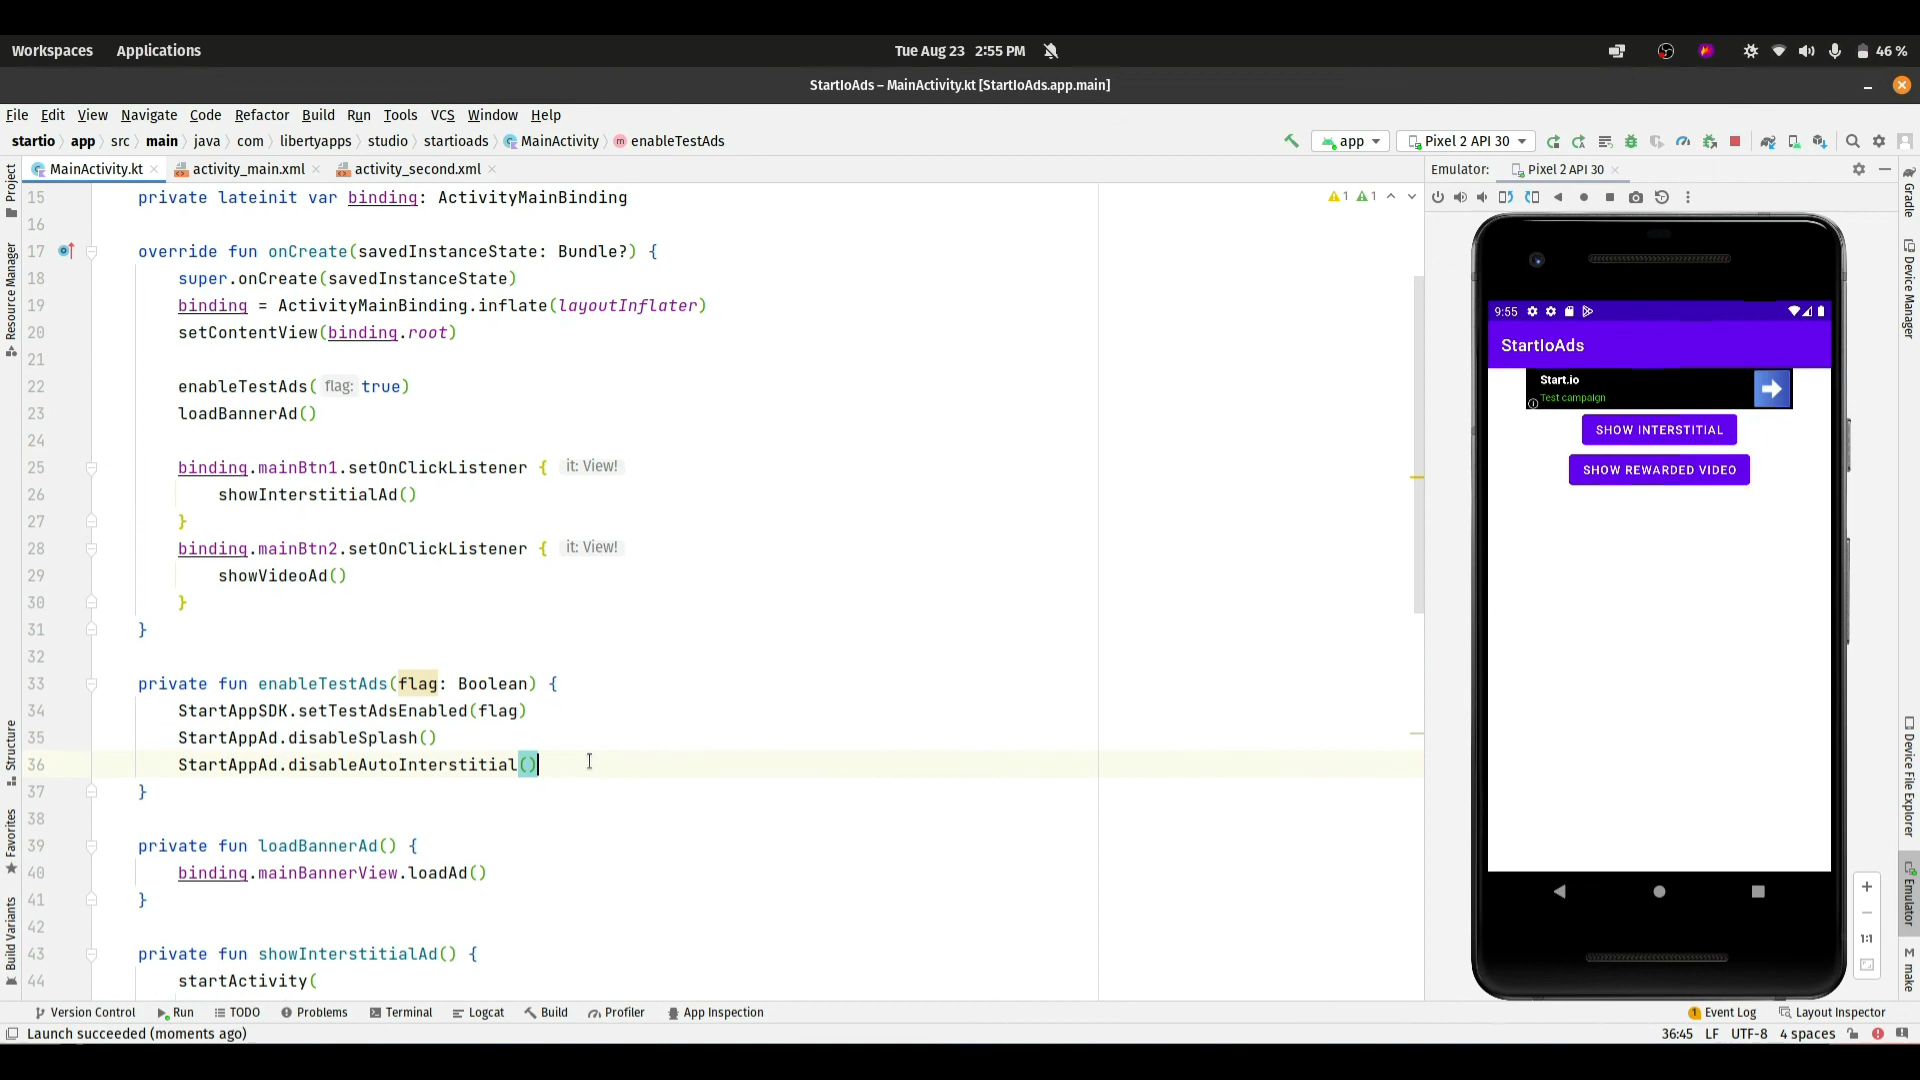 Workspaces Applications Tue Aug 23 2:55 PM 46 %
StartIoAds – MainActivity.kt [StartIoAds.app.main]
File Edit View Navigate Code Refactor Build Run Tools VCS Window Help
startio app src main java com libertyapps studio startioads MainActivity enableTestAds app Pixel 2 API 30
MainActivity.kt activity_main.xml activity_second.xml Emulator: Pixel 2 API 30
15 private lateinit var binding: ActivityMainBinding 1 1
16
17 override fun onCreate(savedInstanceState: Bundle?) {
18 super.onCreate(savedInstanceState)
19 binding = ActivityMainBinding.inflate(layoutInflater)
20 setContentView(binding.root)
21
22 enableTestAds( flag: true)
23 loadBannerAd()
24
25 binding.mainBtn1.setOnClickListener { it: View!
26 showInterstitialAd()
27 }
28 binding.mainBtn2.setOnClickListener { it: View!
29 showVideoAd()
30 }
31 }
32
33 private fun enableTestAds(flag: Boolean) {
34 StartAppSDK.setTestAdsEnabled(flag)
35 StartAppAd.disableSplash()
36 StartAppAd.disableAutoInterstitial()
37 }
38
39 private fun loadBannerAd() {
40 binding.mainBannerView.loadAd()
41 }
42
43 private fun showInterstitialAd() {
44 startActivity(
9:55
StartIoAds
Start.io
Test campaign
SHOW INTERSTITIAL
SHOW REWARDED VIDEO
1:1
Project
Resource Manager
Structure
Favorites
Build Variants
Gradle
Device Manager
Device File Explorer
Emulator
make
Version Control Run TODO Problems Terminal Logcat Build Profiler App Inspection 1 Event Log Layout Inspector
Launch succeeded (moments ago) 36:45 LF UTF-8 4 spaces